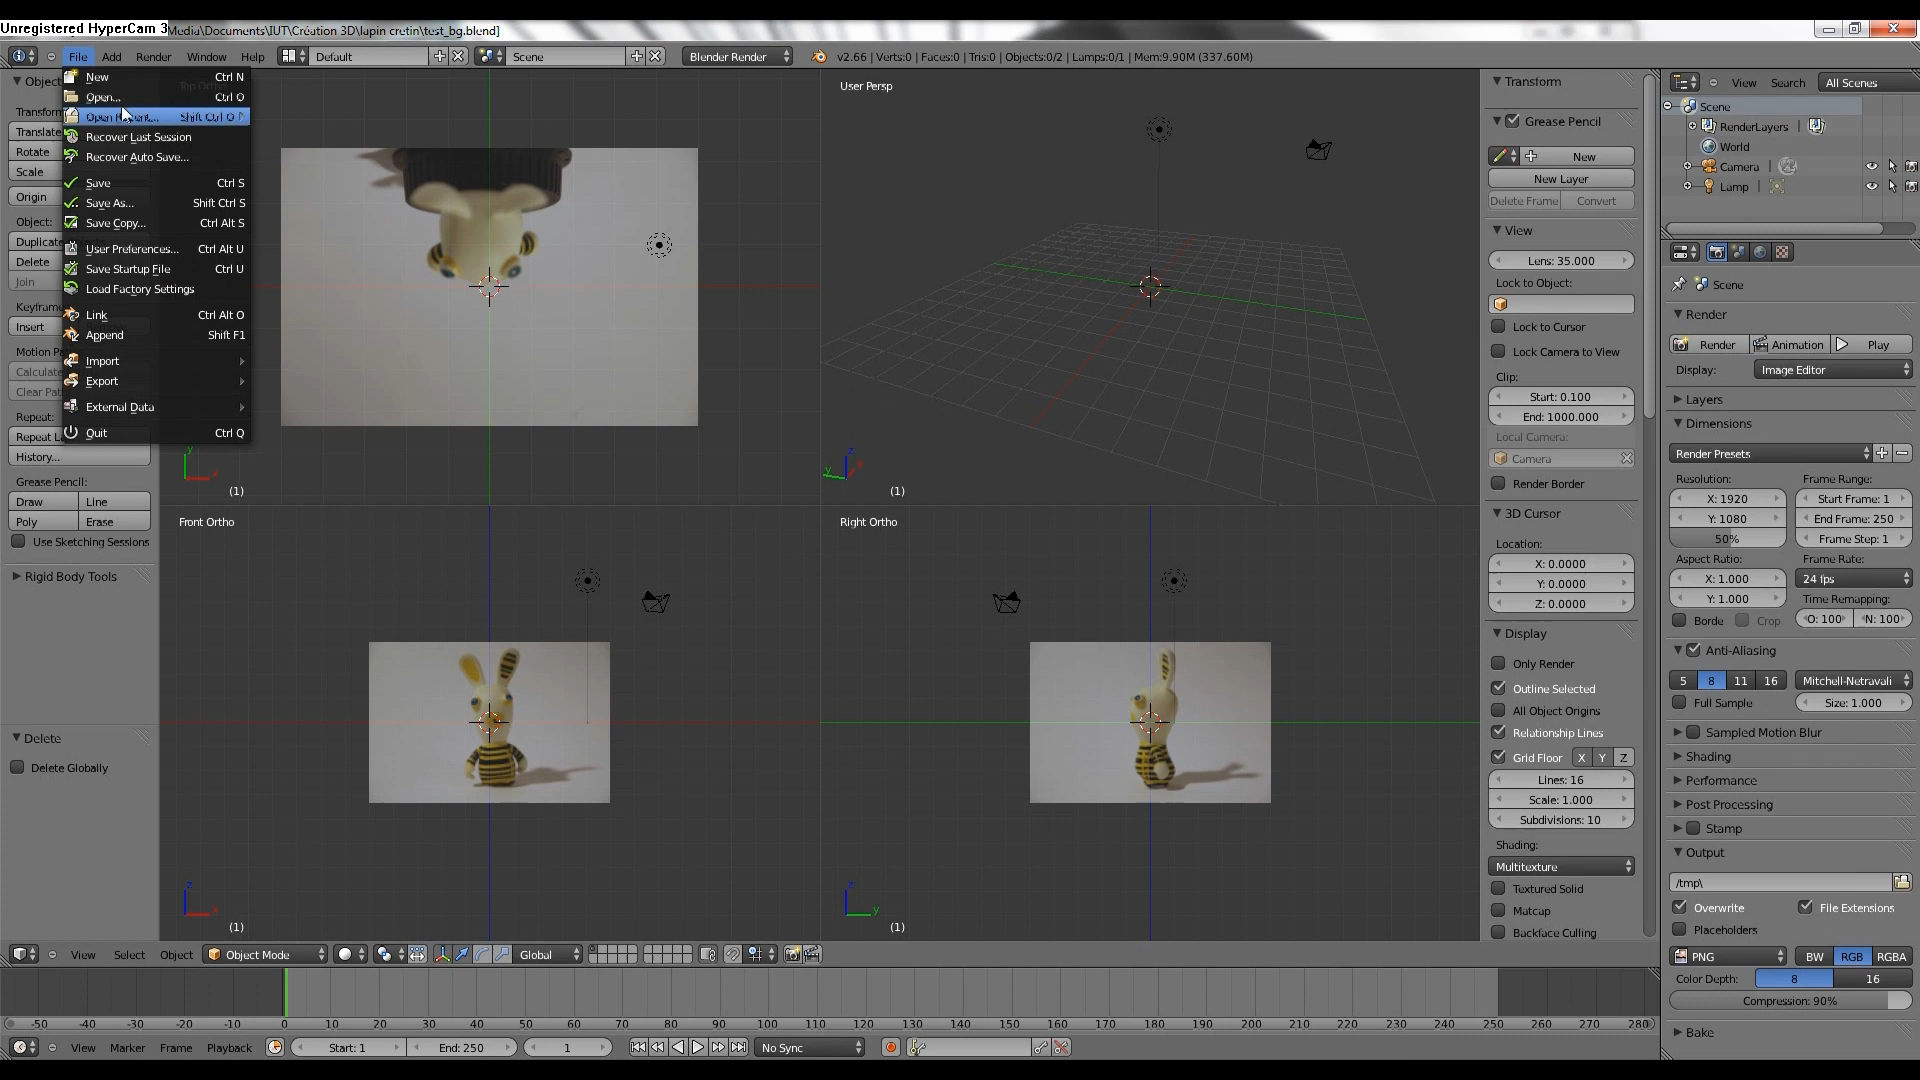 Unregistered HyperCam 3
Media\Documents\IUT\Création 3D\lapin cretin\test_bg.blend]
File Add Render Window Help Default Scene Blender Render v2.66 | Verts:0 | Faces:0 | Tris:0 | Objects:0/2 | Lamps:0/1 | Mem:9.90M (337.60M)
New Ctrl N
Open... Ctrl O
Shift Ctrl O
Recover Last Session
Recover Auto Save...
Save Ctrl S
Save As... Shift Ctrl S
Save Copy... Ctrl Alt S
User Preferences... Ctrl Alt U
Save Startup File Ctrl U
Load Factory Settings
Link Ctrl Alt O
Append Shift F1
Import
Export
External Data
Quit Ctrl Q
Transform
Translate
Rotate
Scale
Origin
Object:
Duplicate
Delete
Join
Insert
Repeat:
History...
Grease Pencil:
Draw Line
Poly Erase
Use Sketching Sessions
Rigid Body Tools
Delete
Delete Globally
(1)
User Persp
(1)
Front Ortho
(1)
Right Ortho
(1)
Transform
Grease Pencil
New
New Layer
Delete Frame Convert
View
Lens: 35.000
Lock to Object:
Lock to Cursor
Lock Camera to View
Clip:
Start: 0.100
End: 1000.000
Local Camera:
Camera
Render Border
3D Cursor
Location:
X: 0.0000
Y: 0.0000
Z: 0.0000
Display
Only Render
Outline Selected
All Object Origins
Relationship Lines
Grid Floor X Y Z
Lines: 16
Scale: 1.000
Subdivisions: 10
Shading:
Multitexture
Textured Solid
Matcap
Backface Culling
View Search All Scenes
Scene
RenderLayers
World
Camera
Lamp
Scene
Render
Render Animation Play
Display: Image Editor
Layers
Dimensions
Render Presets
Resolution: Frame Range:
X: 1920 Start Frame: 1
Y: 1080 End Frame: 250
50% Frame Step: 1
Aspect Ratio: Frame Rate:
X: 1.000 24 fps
Y: 1.000 Time Remapping:
Borde Crop O: 100 N: 100
Anti-Aliasing
5 8 11 16 Mitchell-Netravali
Full Sample Size: 1.000
Sampled Motion Blur
Shading
Performance
Post Processing
Stamp
Output
/tmp\
Overwrite File Extensions
Placeholders
PNG BW RGB RGBA
Color Depth: 8 16
Compression: 90%
Bake
View Select Object Object Mode Global
-50 -40 -30 -20 -10 0 10 20 30 40 50 60 70 80 90 100 110 120 130 140 150 160 170 180 190 200 210 220 230 240 250 260 270 280
View Marker Frame Playback Start: 1 End: 250 1 No Sync